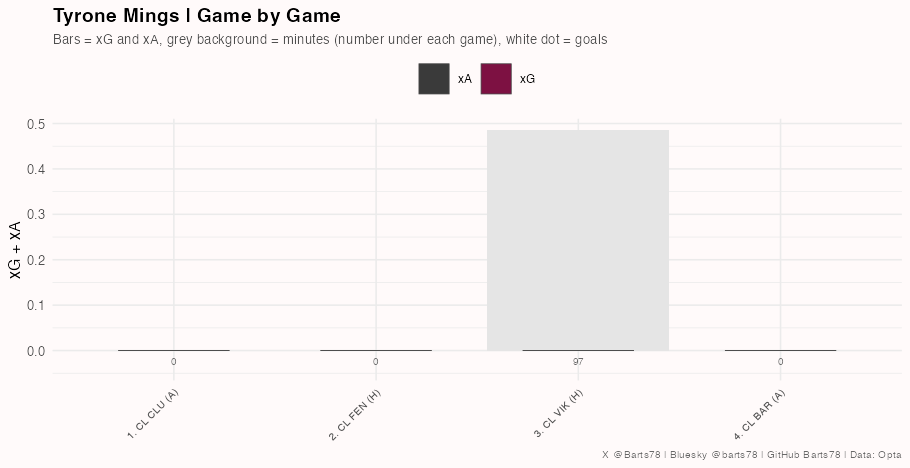 Tyrone Mings | Game by Game
Bars = xG and xA, grey background = minutes (number under each game), white dot = goals
xA xG
xG + xA
0.5
0.4
0.3
0.2
0.1
0.0
0 0 97 0
1. CL CLU (A) 2. CL FEN (H) 3. CL VIK (H) 4. CL BAR (A)
X @Barts78 | Bluesky @barts78 | GitHub Barts78 | Data: Opta